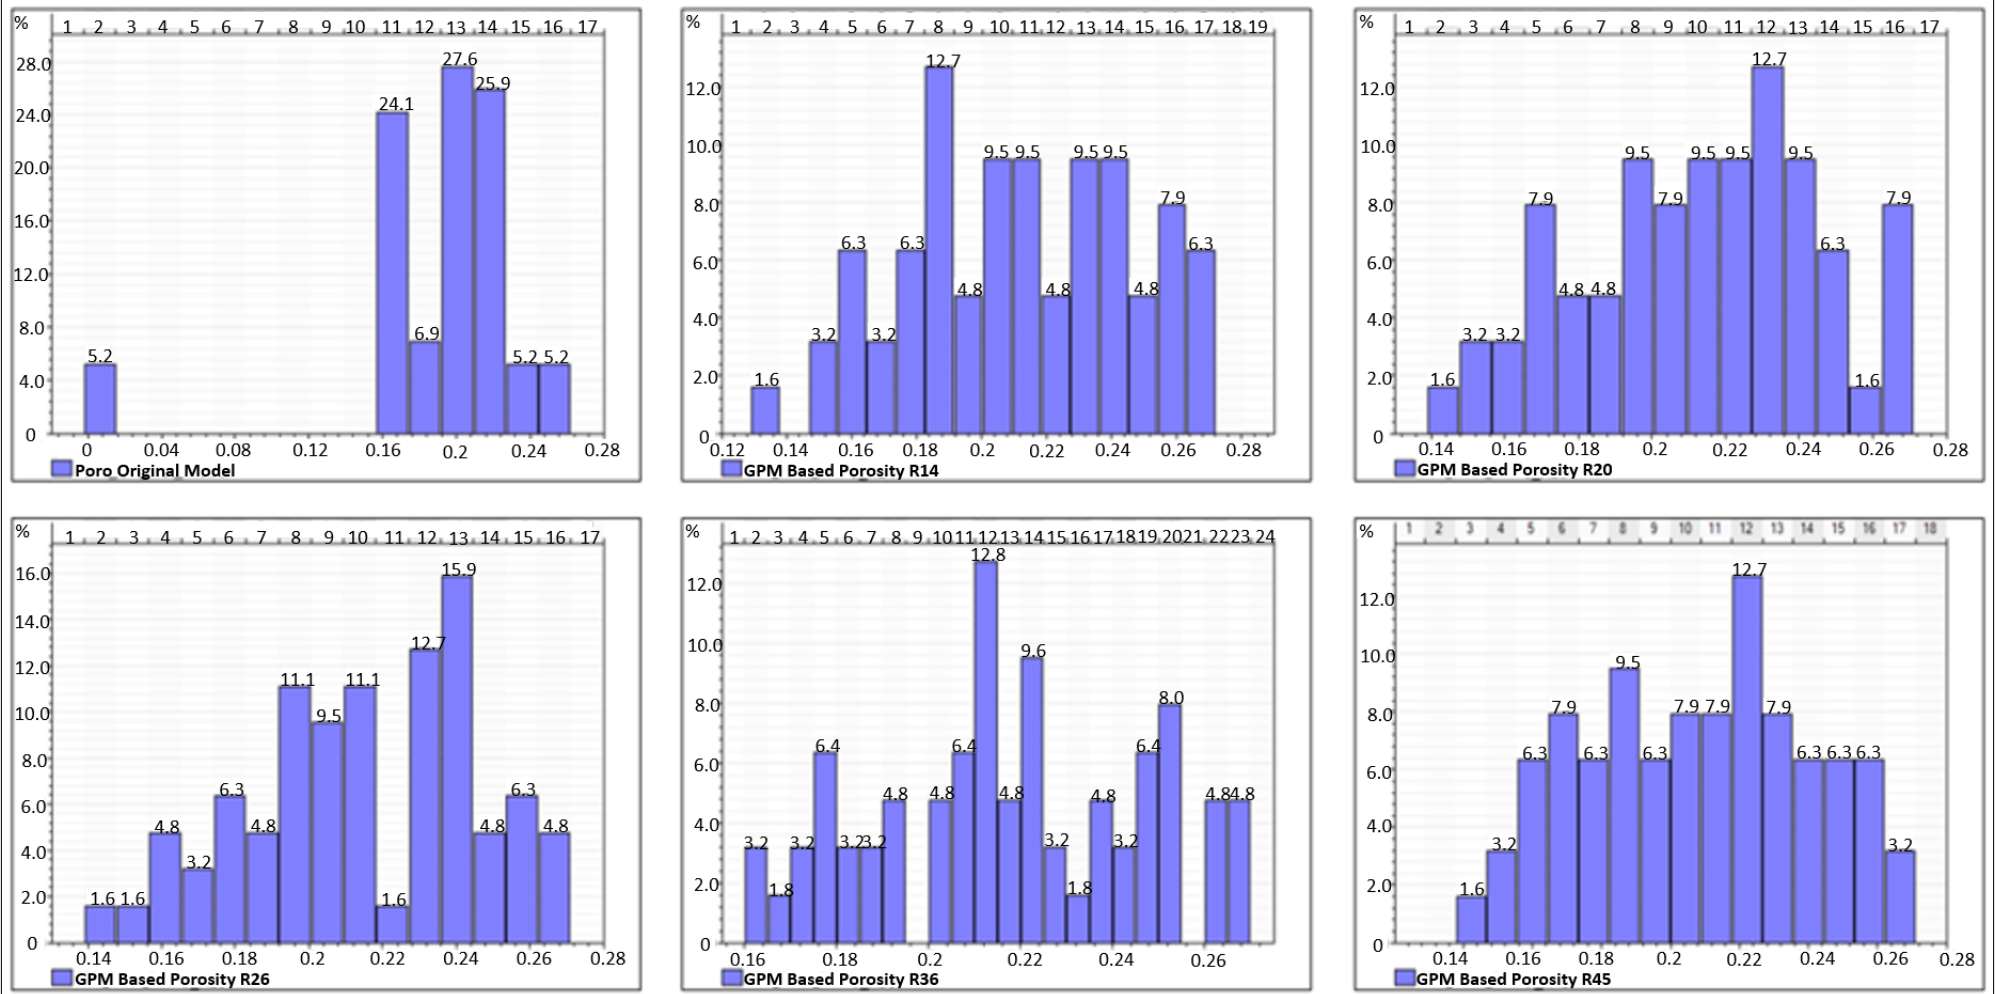 % 1 2 3 4 5 6 7 8 9 10 11 12 13 14 15 16 17
28.0
24.0
20.0
16.0
12.0
8.0
4.0
0
5.2 24.1 6.9 27.6 25.9 5.2 5.2
0 0.04 0.08 0.12 0.16 0.2 0.24 0.28
Poro Original Model
% 1 2 3 4 5 6 7 8 9 10 11 12 13 14 15 16 17 18 19
12.0
10.0
8.0
6.0
4.0
2.0
0
1.6 3.2 6.3 3.2 6.3 12.7 4.8 9.5 9.5 4.8 9.5 9.5 4.8 7.9 6.3
0.12 0.14 0.16 0.18 0.2 0.22 0.24 0.26 0.28
GPM Based Porosity R14
% 1 2 3 4 5 6 7 8 9 10 11 12 13 14 15 16 17
12.0
10.0
8.0
6.0
4.0
2.0
0
1.6 3.2 3.2 7.9 4.8 4.8 9.5 7.9 9.5 9.5 12.7 9.5 6.3 1.6 7.9
0.14 0.16 0.18 0.2 0.22 0.24 0.26 0.28
GPM Based Porosity R20
% 1 2 3 4 5 6 7 8 9 10 11 12 13 14 15 16 17
16.0
14.0
12.0
10.0
8.0
6.0
4.0
2.0
0
1.6 1.6 4.8 3.2 6.3 4.8 11.1 9.5 11.1 1.6 12.7 15.9 4.8 6.3 4.8
0.14 0.16 0.18 0.2 0.22 0.24 0.26 0.28
GPM Based Porosity R26
% 1 2 3 4 5 6 7 8 9 10 11 12 13 14 15 16 17 18 19 20 21 22 23 24
12.0
10.0
8.0
6.0
4.0
2.0
0
3.2 1.8 3.2 6.4 3.2 3.2 4.8 4.8 6.4 12.8 4.8 9.6 3.2 1.8 4.8 3.2 6.4 8.0 4.8 4.8
0.16 0.18 0.2 0.22 0.24 0.26
GPM Based Porosity R36
% 1 2 3 4 5 6 7 8 9 10 11 12 13 14 15 16 17 18
12.0
10.0
8.0
6.0
4.0
2.0
0
1.6 3.2 6.3 7.9 6.3 9.5 6.3 7.9 7.9 12.7 7.9 6.3 6.3 6.3 3.2
0.14 0.16 0.18 0.2 0.22 0.24 0.26 0.28
GPM Based Porosity R45